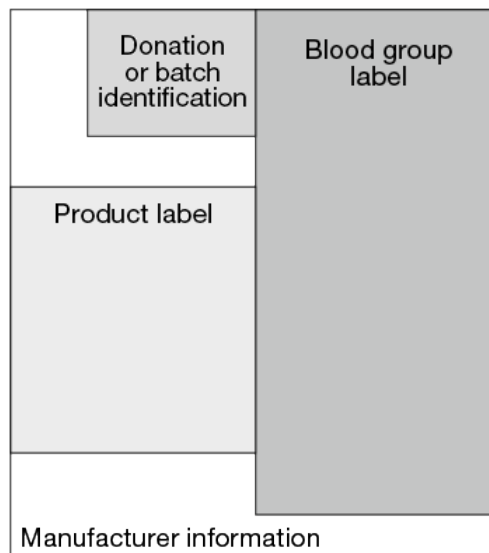 Donation
or batch
identification
Blood group
label
Product label
Manufacturer information